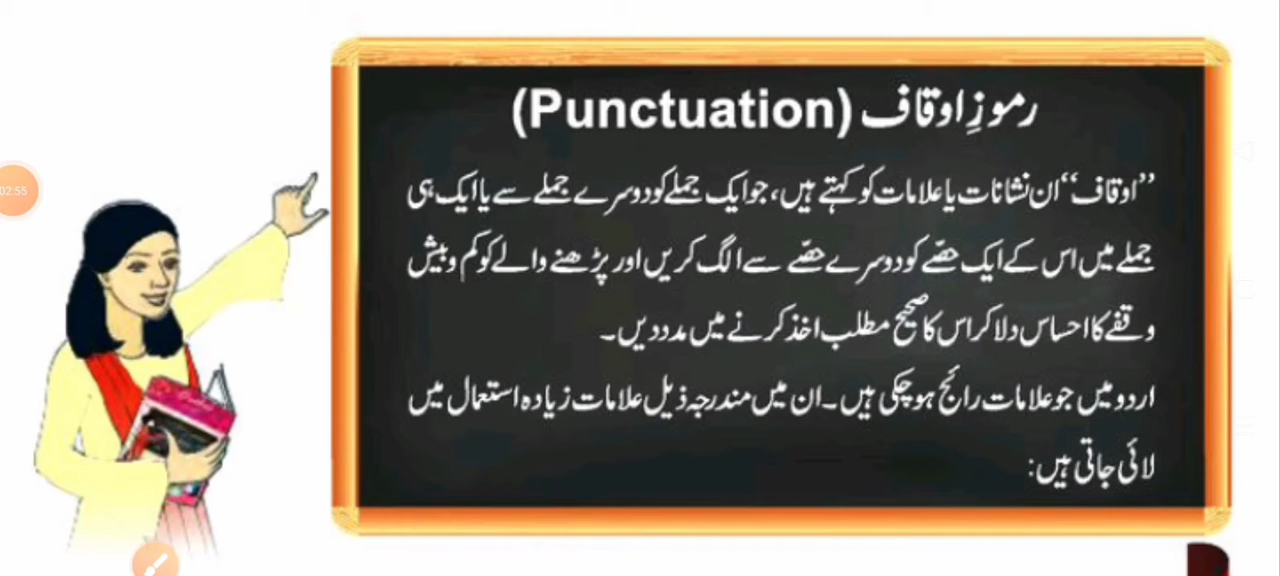 02:55
رموزِ اوقاف (Punctuation)
”اوقاف“ ان نشانات یا علامات کو کہتے ہیں، جو ایک جملے کو دوسرے جملے سے یا ایک ہی
جملے میں اس کے ایک حصّے کو دوسرے حصّے سے الگ کریں اور پڑھنے والے کو کم و بیش
وقفے کا احساس دلا کر اس کا صحیح مطلب اخذ کرنے میں مدد دیں۔
اردو میں جو علامات رائج ہو چکی ہیں۔ ان میں مندرجہ ذیل علامات زیادہ استعمال میں
لائی جاتی ہیں: